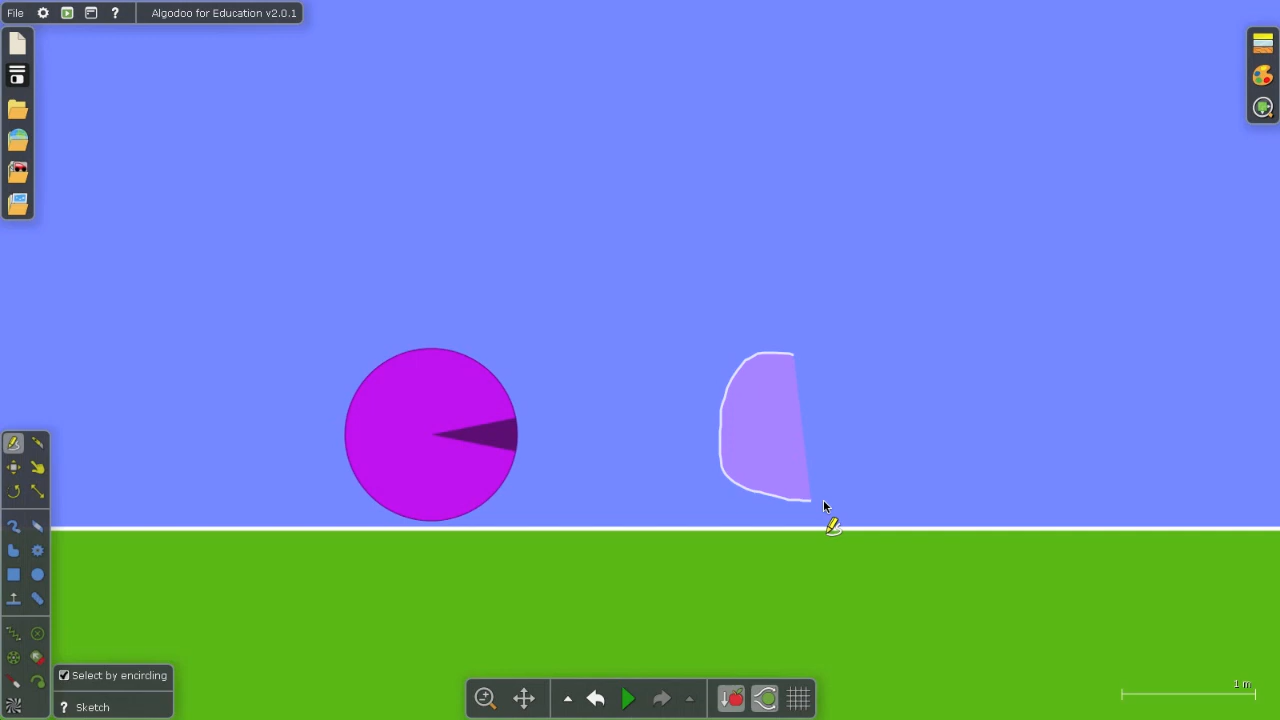 File ? Algodoo for Education v2.0.1
Select by encircling
? Sketch
1 m